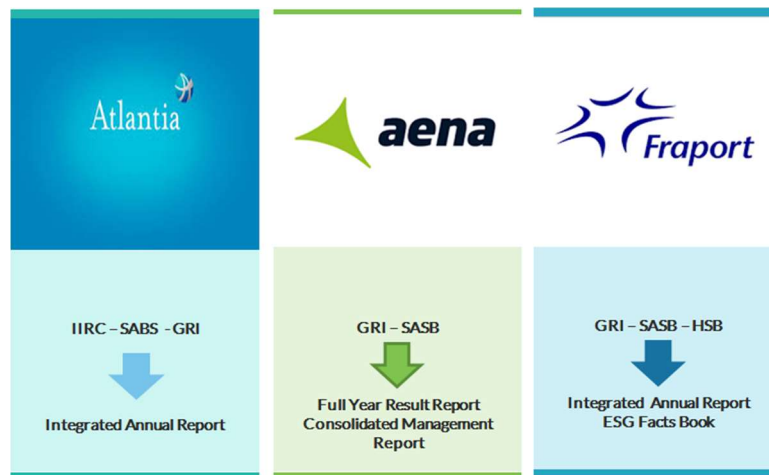 Atlantia
IIRC – SABS - GRI
Integrated Annual Report
aena
GRI – SASB
Full Year Result Report
Consolidated Management
Report
Fraport
GRI – SASB – HSB
Integrated Annual Report
ESG Facts Book